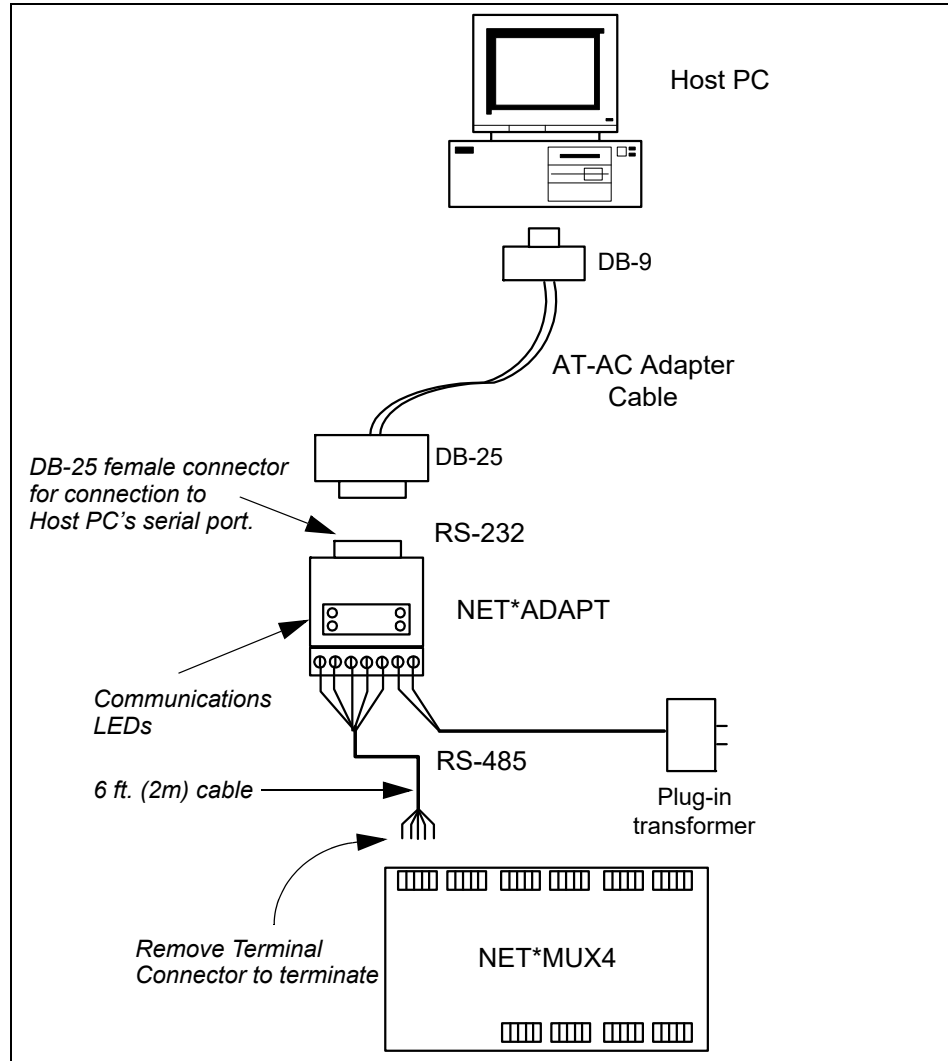 Host PC
DB-9
AT-AC Adapter
Cable
DB-25
DB-25 female connector
for connection to
Host PC's serial port.
RS-232
NET*ADAPT
Communications
LEDs
RS-485
6 ft. (2m) cable
Plug-in
transformer
Remove Terminal
Connector to terminate
NET*MUX4